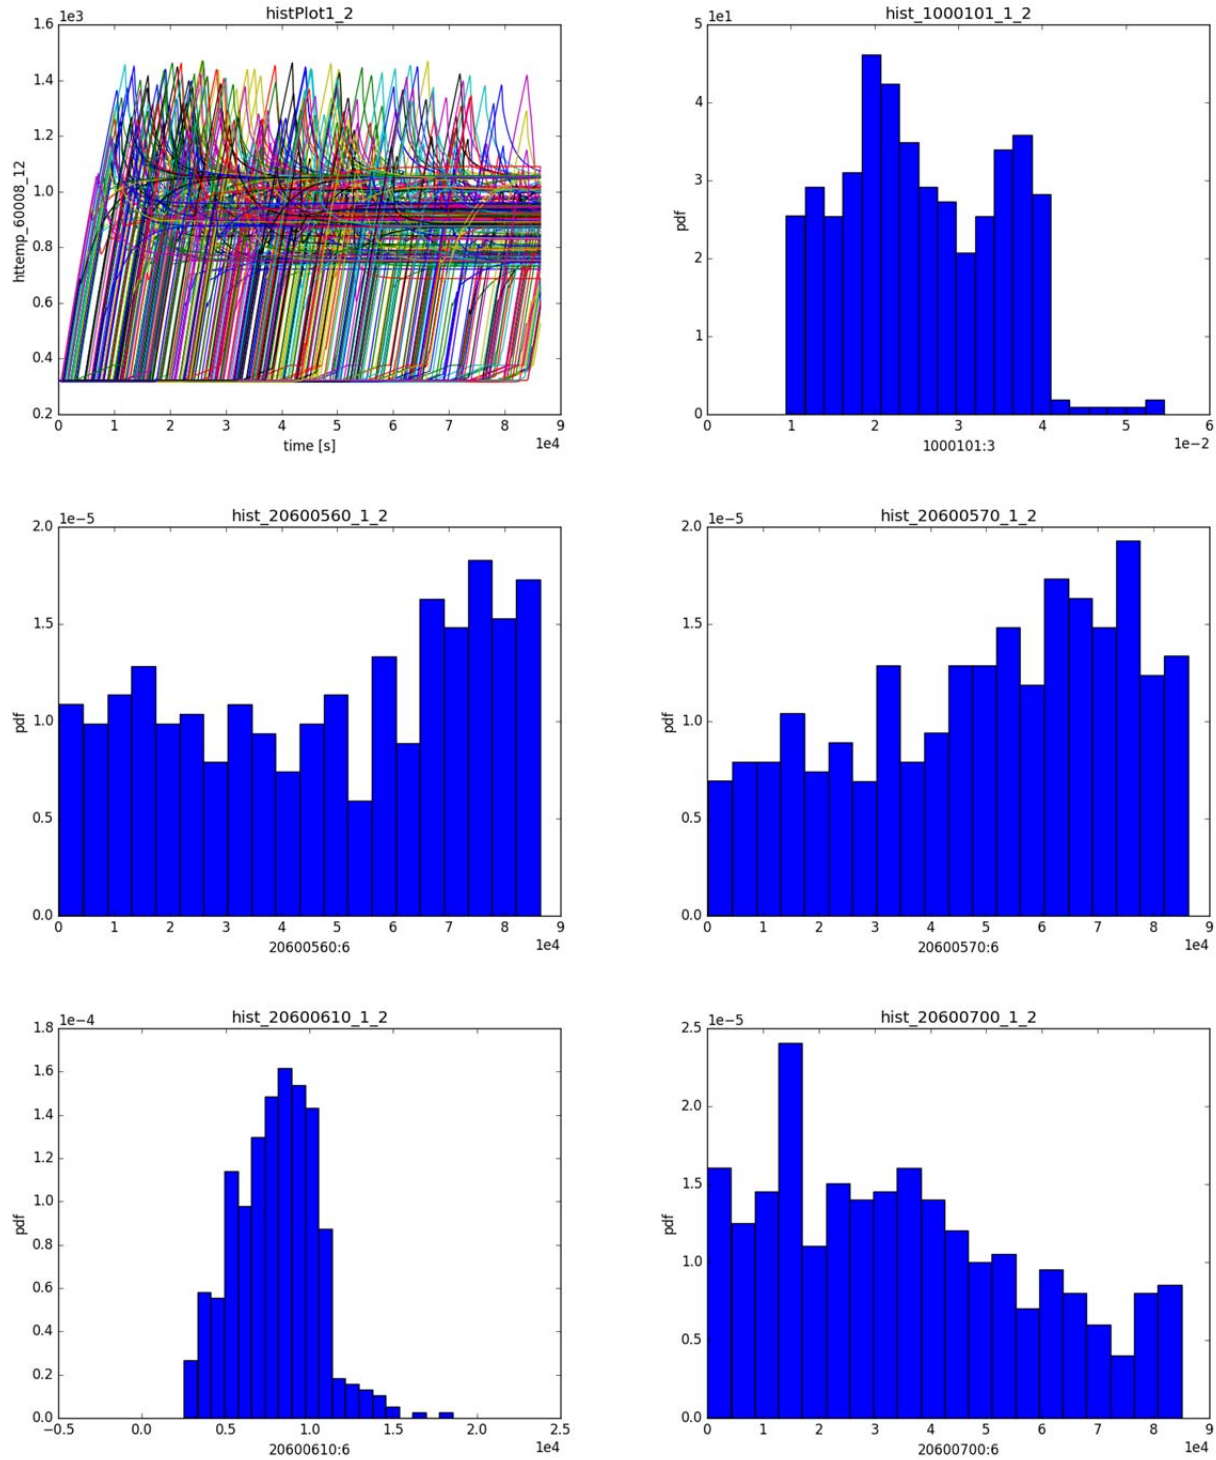 histPlot1_2
1.6 1e3
1.4
1.2
1.0
0.8
0.6
0.4
0.2
httemp_60008_12
0 1 2 3 4 5 6 7 8 9
1e4
time [s]
hist_1000101_1_2
5 1e1
4
3
2
1
0
pdf
0 1 2 3 4 5 6
1e−2
1000101:3
hist_20600560_1_2
2.0 1e−5
1.5
1.0
0.5
0.0
pdf
0 1 2 3 4 5 6 7 8 9
1e4
20600560:6
hist_20600570_1_2
2.0 1e−5
1.5
1.0
0.5
0.0
pdf
0 1 2 3 4 5 6 7 8 9
1e4
20600570:6
hist_20600610_1_2
1.8 1e−4
1.6
1.4
1.2
1.0
0.8
0.6
0.4
0.2
0.0
pdf
−0.5 0.0 0.5 1.0 1.5 2.0 2.5
1e4
20600610:6
hist_20600700_1_2
2.5 1e−5
2.0
1.5
1.0
0.5
0.0
pdf
0 1 2 3 4 5 6 7 8 9
1e4
20600700:6